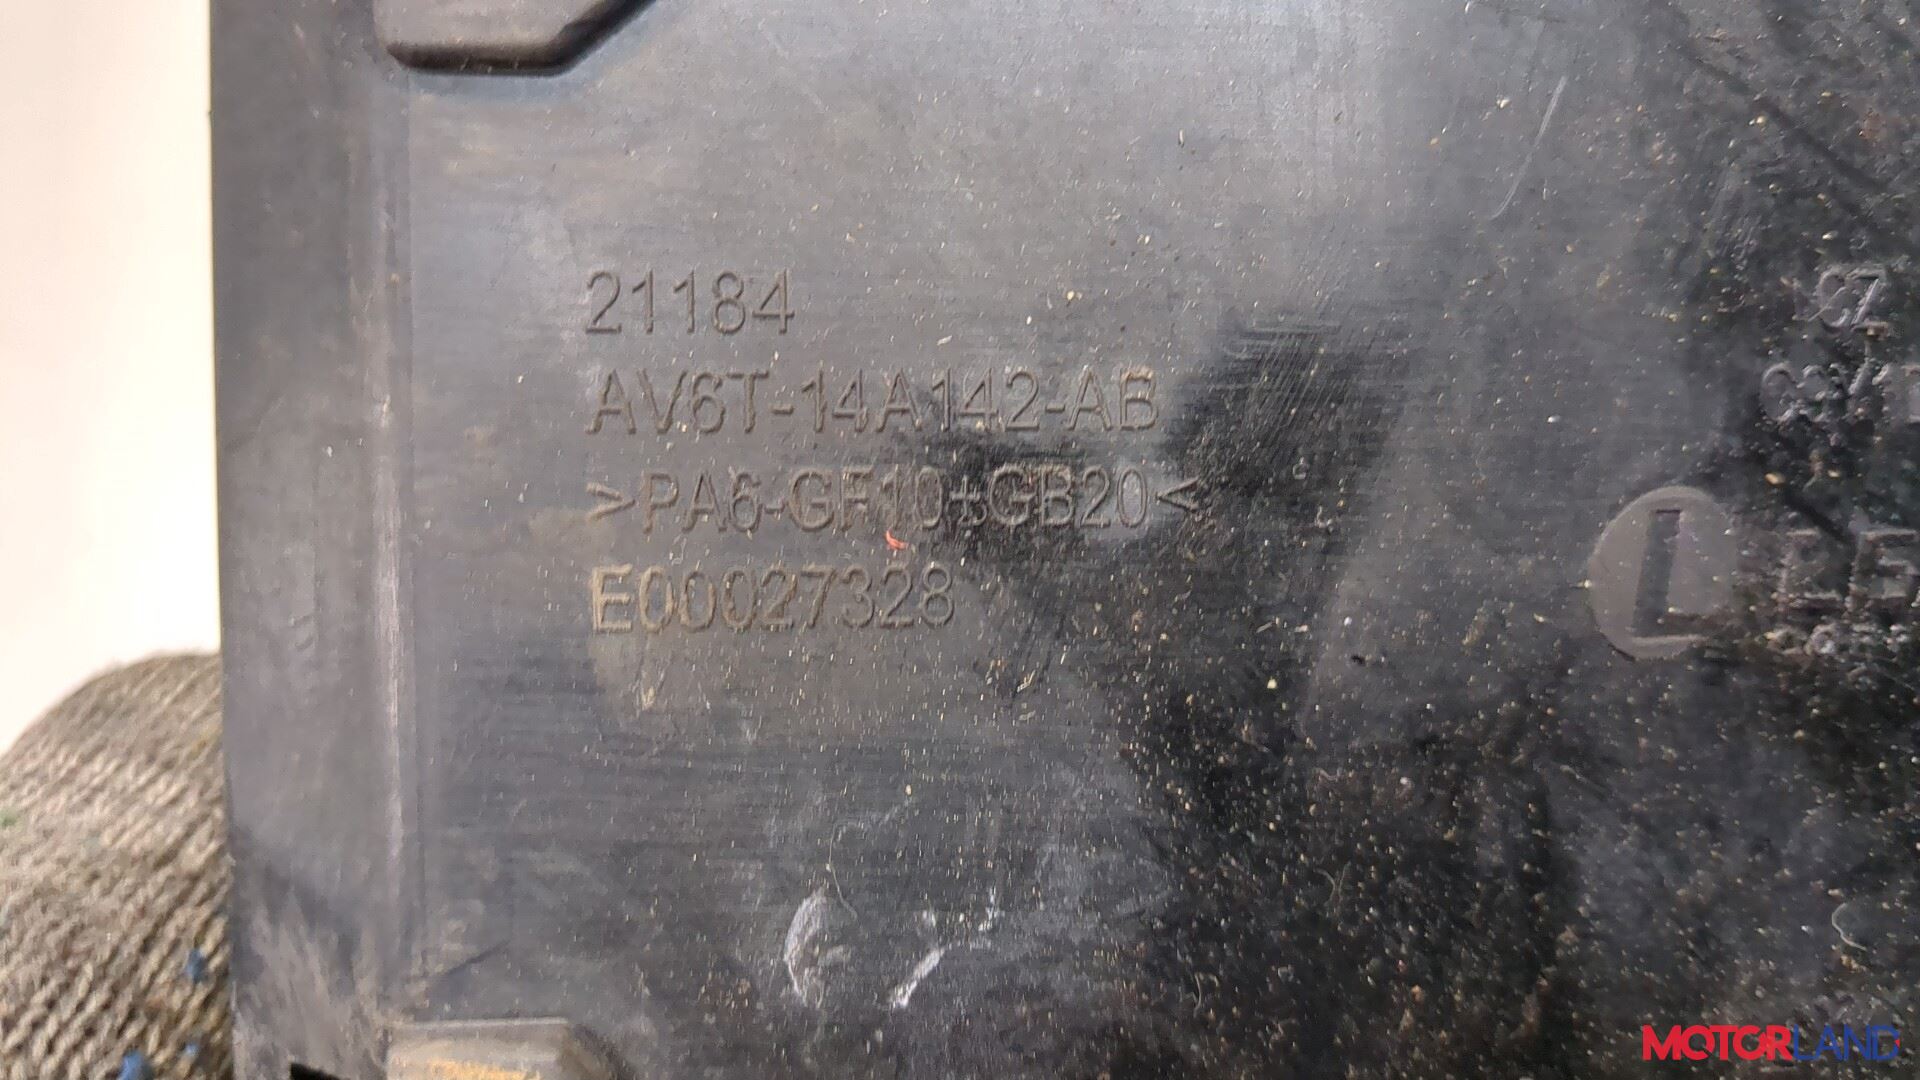 21184
AV6T-14A142-AB
>PA6-GF10+GB20<
E00027328
L
MOTORLAND